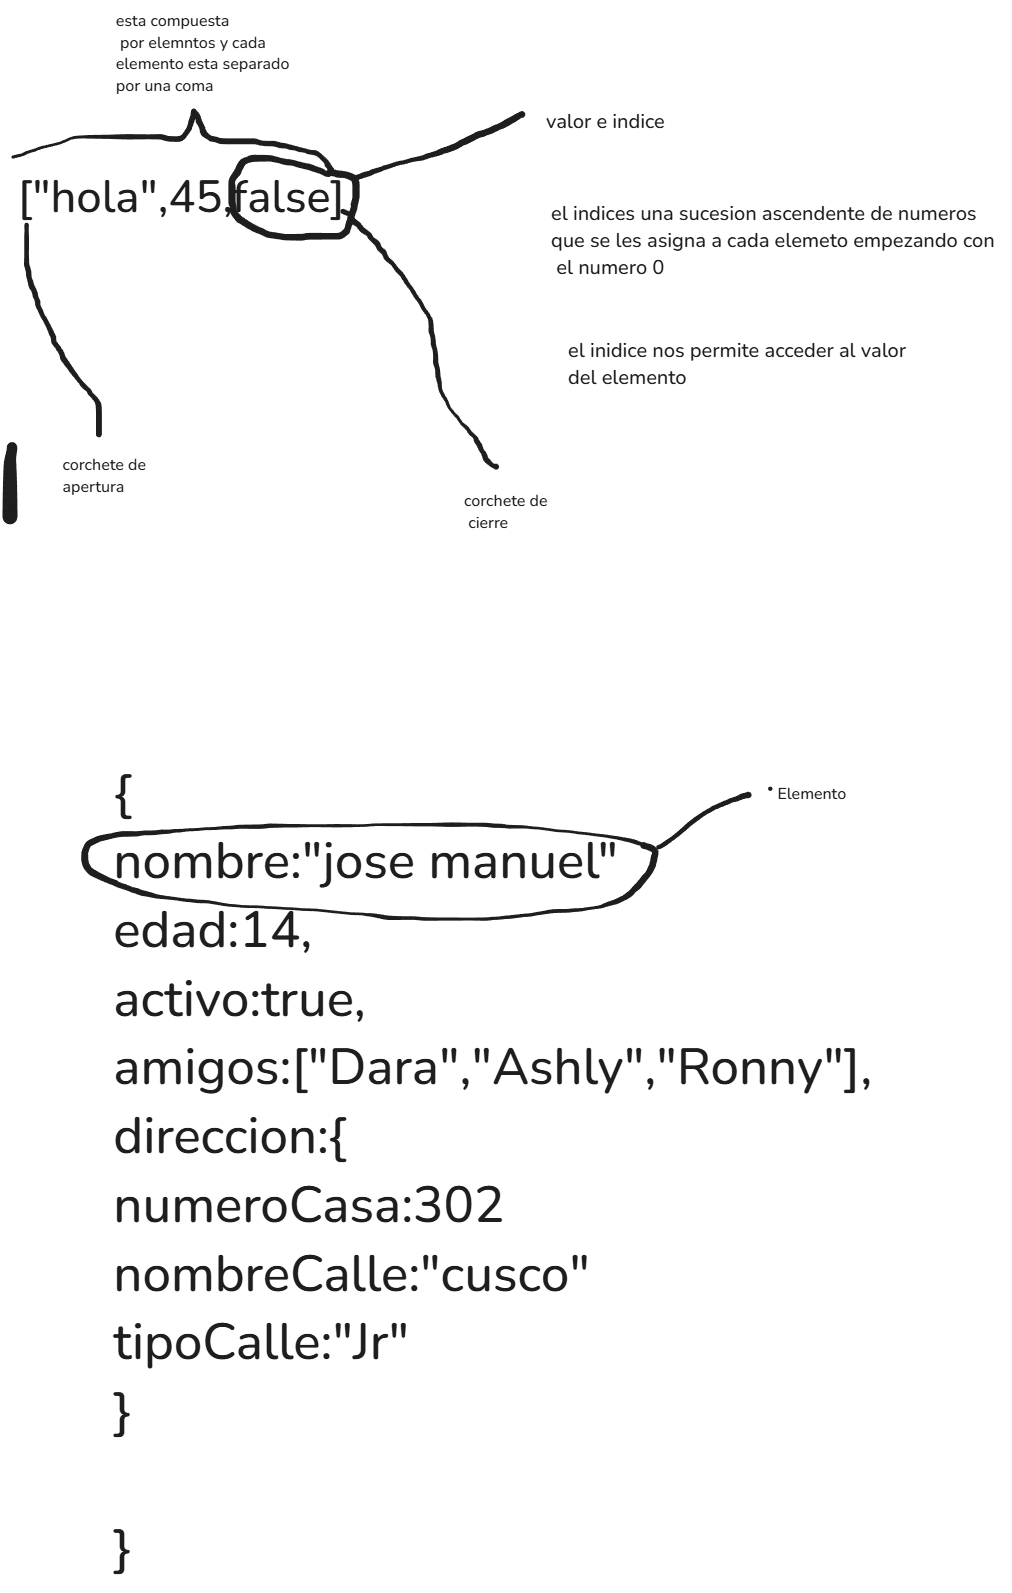 esta compuesta
por elemntos y cada
elemento esta separado
por una coma
valor e indice
["hola",45,false]
el indices una sucesion ascendente de numeros
que se les asigna a cada elemeto empezando con
el numero 0
el inidice nos permite acceder al valor
del elemento
corchete de
apertura
corchete de
cierre
{
Elemento
nombre:"jose manuel"
edad:14,
activo:true,
amigos:["Dara","Ashly","Ronny"],
direccion:{
numeroCasa:302
nombreCalle:"cusco"
tipoCalle:"Jr"
}
}